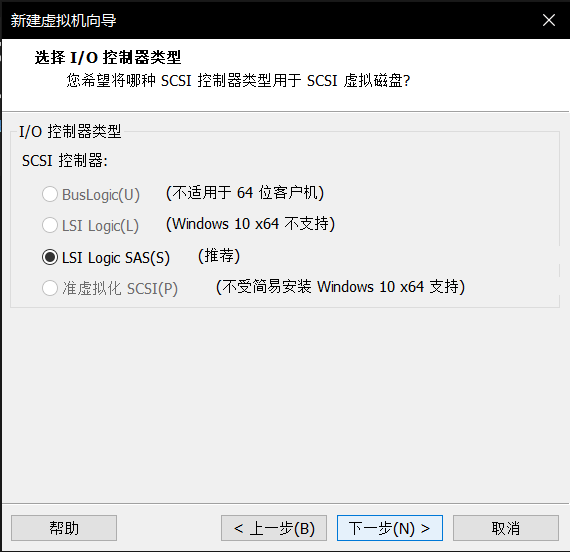 新建虚拟机向导
选择 I/O 控制器类型
您希望将哪种 SCSI 控制器类型用于 SCSI 虚拟磁盘?
I/O 控制器类型
SCSI 控制器:
BusLogic(U) (不适用于 64 位客户机)
LSI Logic(L) (Windows 10 x64 不支持)
LSI Logic SAS(S) (推荐)
准虚拟化 SCSI(P) (不受简易安装 Windows 10 x64 支持)
帮助 < 上一步(B) 下一步(N) > 取消